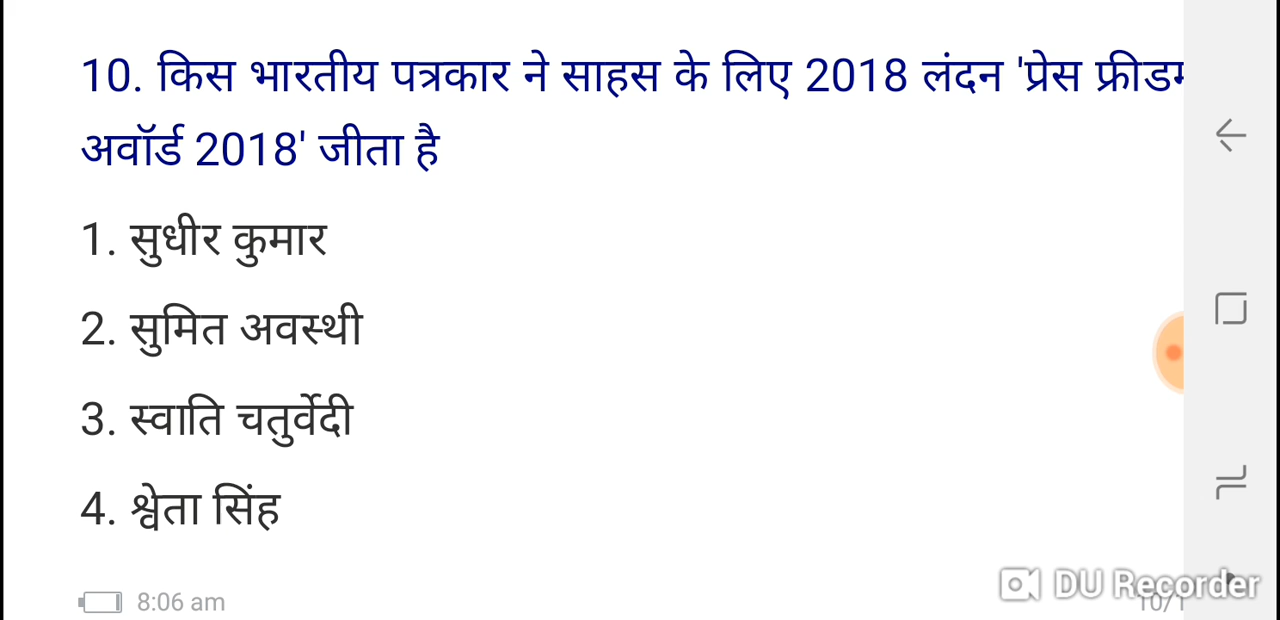 10. किस भारतीय पत्रकार ने साहस के लिए 2018 लंदन 'प्रेस
अवॉर्ड 2018' जीता है
1. सुधीर कुमार
2. सुमित अवस्थी
3. स्वाति चतुर्वेदी
4. श्वेता सिंह
8:06 am
DU Recorder